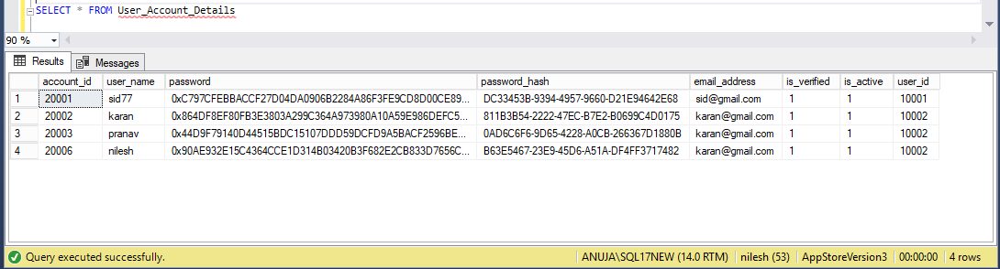 SELECT * FROM User_Account_Details
90 %
Results Messages
account_id user_name password password_hash email_address is_verified is_active user_id
1 20001 sid77 0xC797CFEBBACCF27D04DA0906B2284A86F3FE9CD8D00CE89... DC33453B-9394-4957-9660-D21E94642E68 sid@gmail.com 1 1 10001
2 20002 karan 0x864DF8EF80FB3E3803A299C364A973980A10A59E986DEFC5... 811B3B54-2222-47EC-B7E2-B0699C4D0175 karan@gmail.com 1 1 10002
3 20003 pranav 0x44D9F79140D44515BDC15107DDD59DCFD9A5BACF2596BE... 0AD6C6F6-9D65-4228-A0CB-266367D1880B karan@gmail.com 1 1 10002
4 20006 nilesh 0x90AE932E15C4364CCE1D314B03420B3F682E2CB833D7656C... B63E5467-23E9-45D6-A51A-DF4FF3717482 karan@gmail.com 1 1 10002
Query executed successfully. ANUJA\SQL17NEW (14.0 RTM) nilesh (53) AppStoreVersion3 00:00:00 4 rows